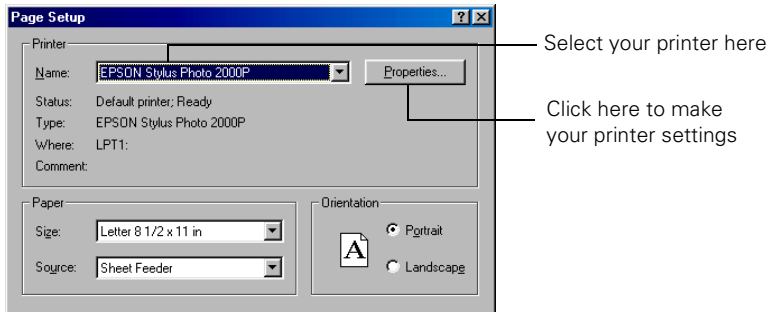 Page Setup
Printer
Name: EPSON Stylus Photo 2000P Properties...
Select your printer here
Status: Default printer; Ready
Type: EPSON Stylus Photo 2000P
Where: LPT1:
Comment:
Click here to make
your printer settings
Paper
Size: Letter 8 1/2 x 11 in
Source: Sheet Feeder
Orientation
A
Portrait
Landscape